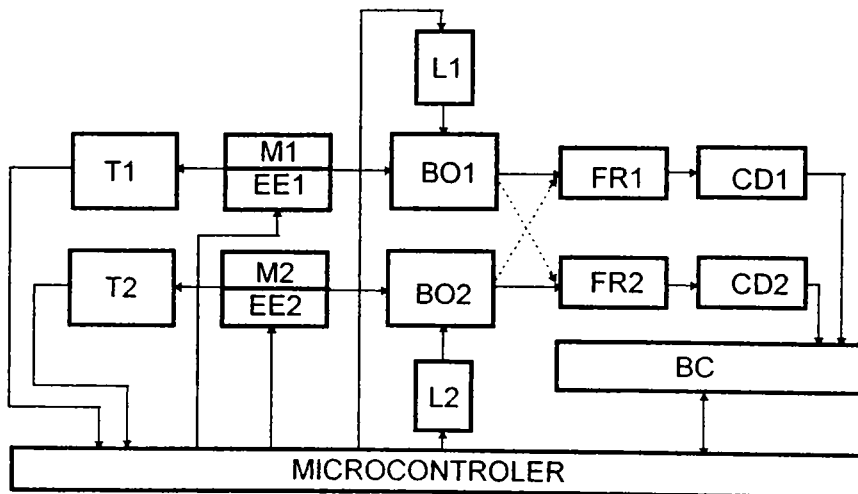 L1
T1
M1
EE1
BO1
FR1
CD1
T2
M2
EE2
BO2
FR2
CD2
L2
BC
MICROCONTROLER